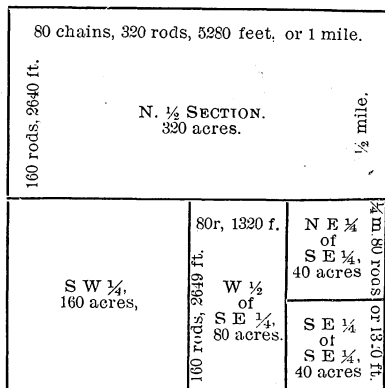 80 chains, 320 rods, 5280 feet, or 1 mile.
160 rods, 2640 ft.
N. ½ SECTION.
320 acres.
½ mile.
S W ¼,
160 acres,
160 rods, 2649 ft.
80r, 1320 f.
W ½
of
S E ¼,
80 acres.
N E ¼
of
S E ¼,
40 acres
S E ¼
of
S E ¼,
40 acres
¼ m. 80 rods, or 13:0 ft.